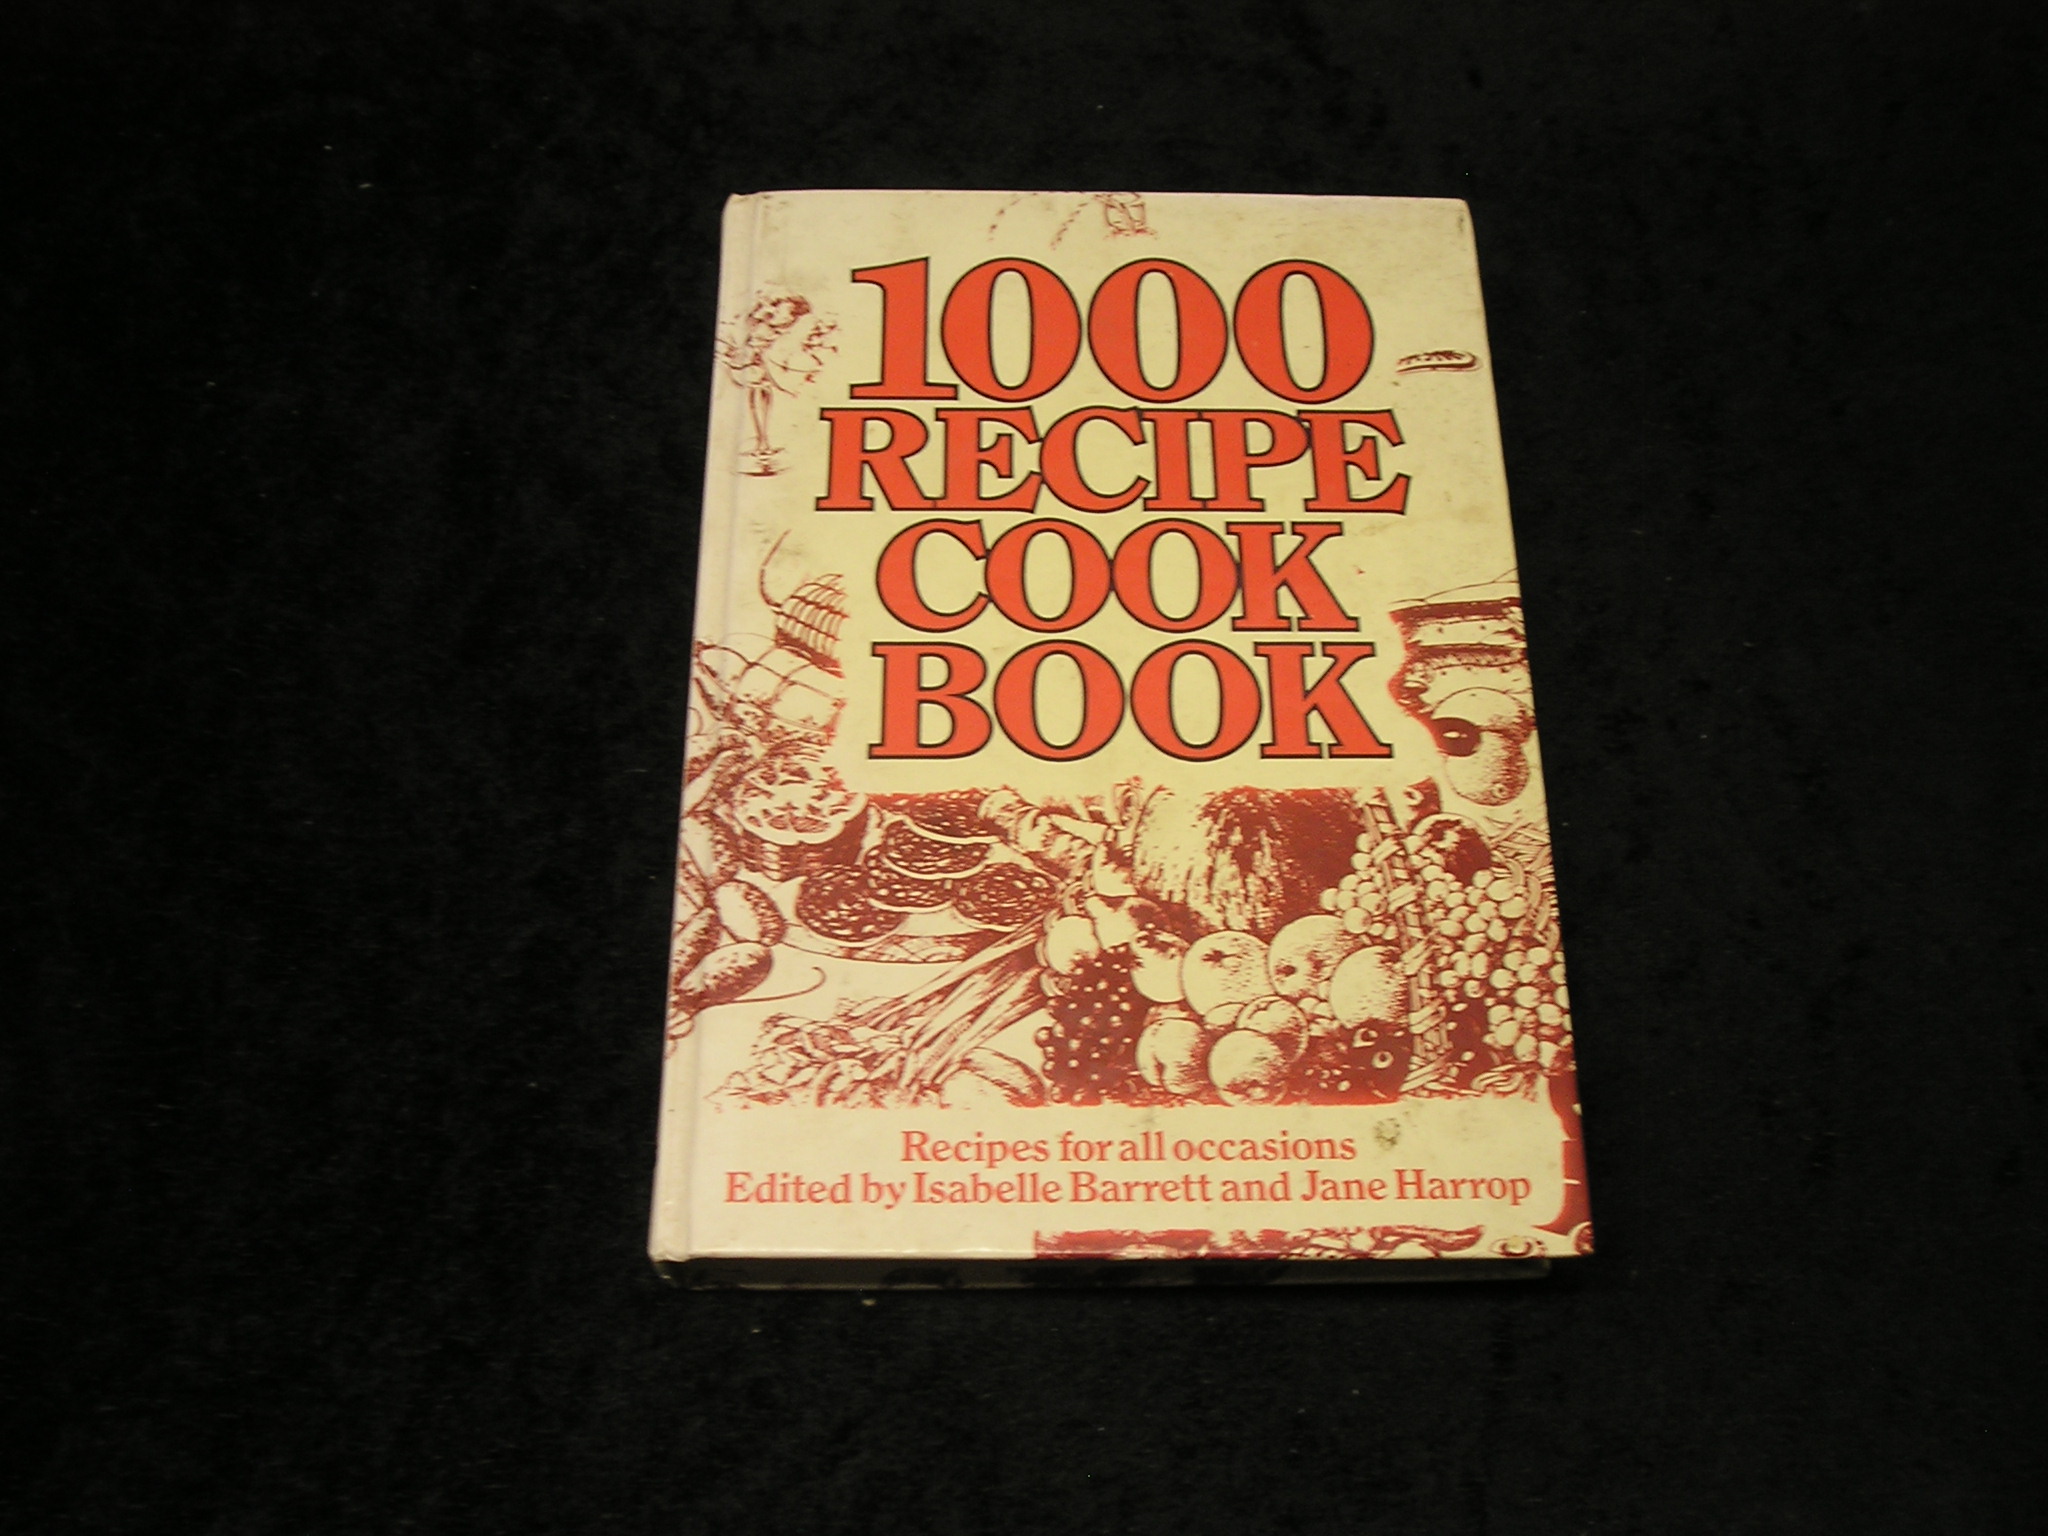 1000
RECIPE
COOK
BOOK
Recipes for all occasions
Edited by Isabelle Barrett and Jane Harrop